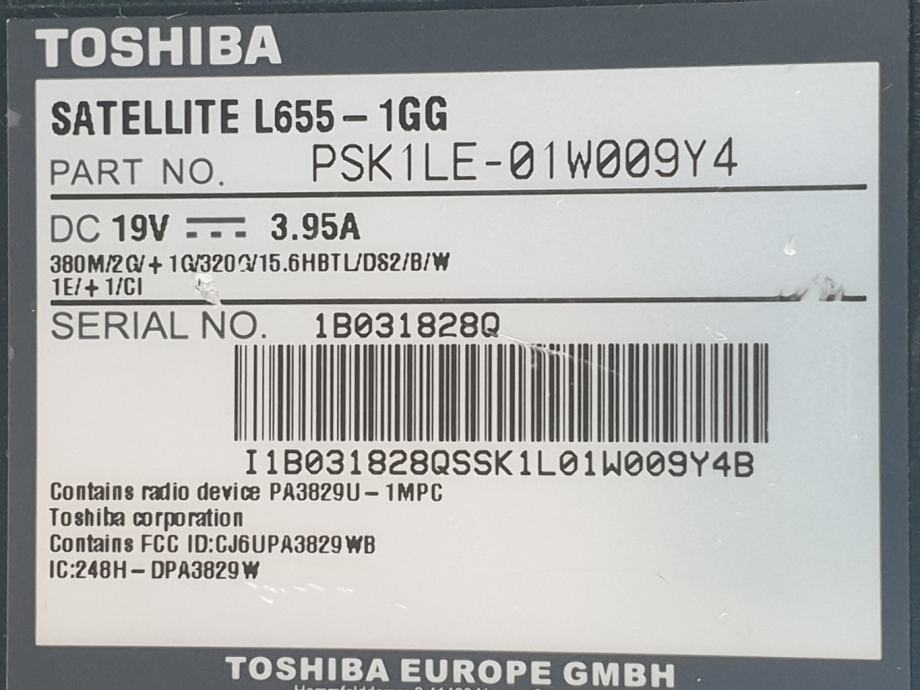 TOSHIBA
SATELLITE L655-1GG
PART NO. PSK1LE-01W009Y4
DC 19V 3.95A
380M/2G/+1G/320G/15.6HBTL/DS2/B/W
1E/+1/CI
SERIAL NO. 1B031828Q
I1B031828QSSK1L01W009Y4B
Contains radio device PA3829U-1MPC
Toshiba corporation
Contains FCC ID:CJ6UPA3829WB
IC:248H-DPA3829W
TOSHIBA EUROPE GMBH